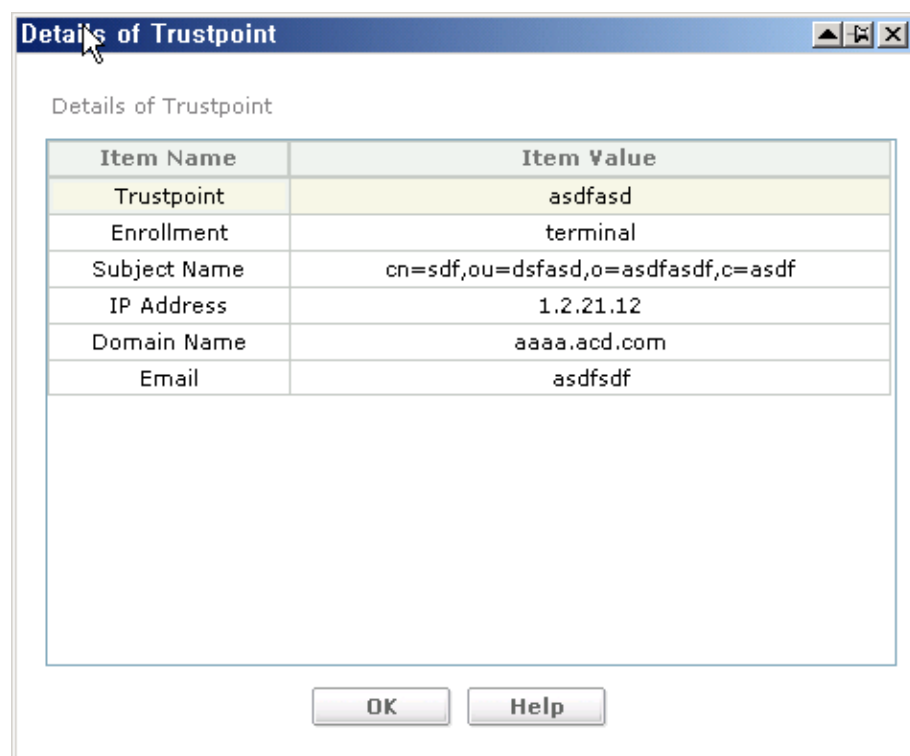 Details of Trustpoint
Details of Trustpoint
Item Name Item Value
Trustpoint asdfasd
Enrollment terminal
Subject Name cn=sdf,ou=dsfasd,o=asdfasdf,c=asdf
IP Address 1.2.21.12
Domain Name aaaa.acd.com
Email asdfsdf
OK Help